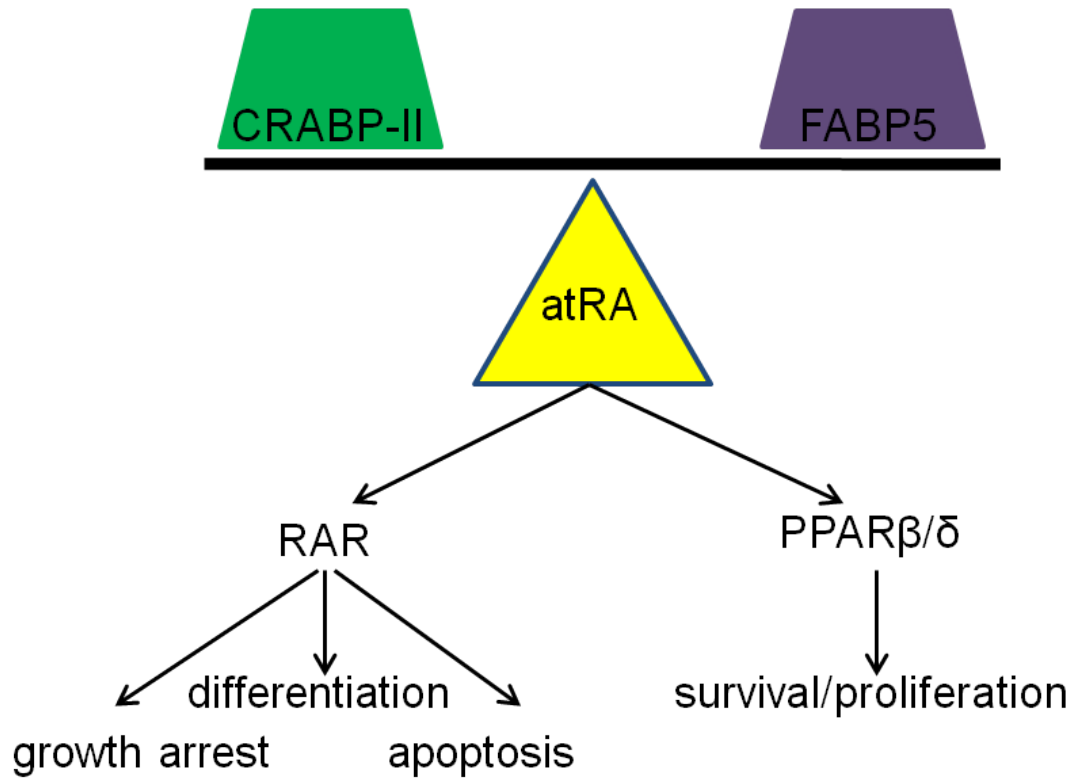 CRABP-II
FABP5
atRA
RAR
PPARβ/δ
differentiation
survival/proliferation
growth arrest
apoptosis